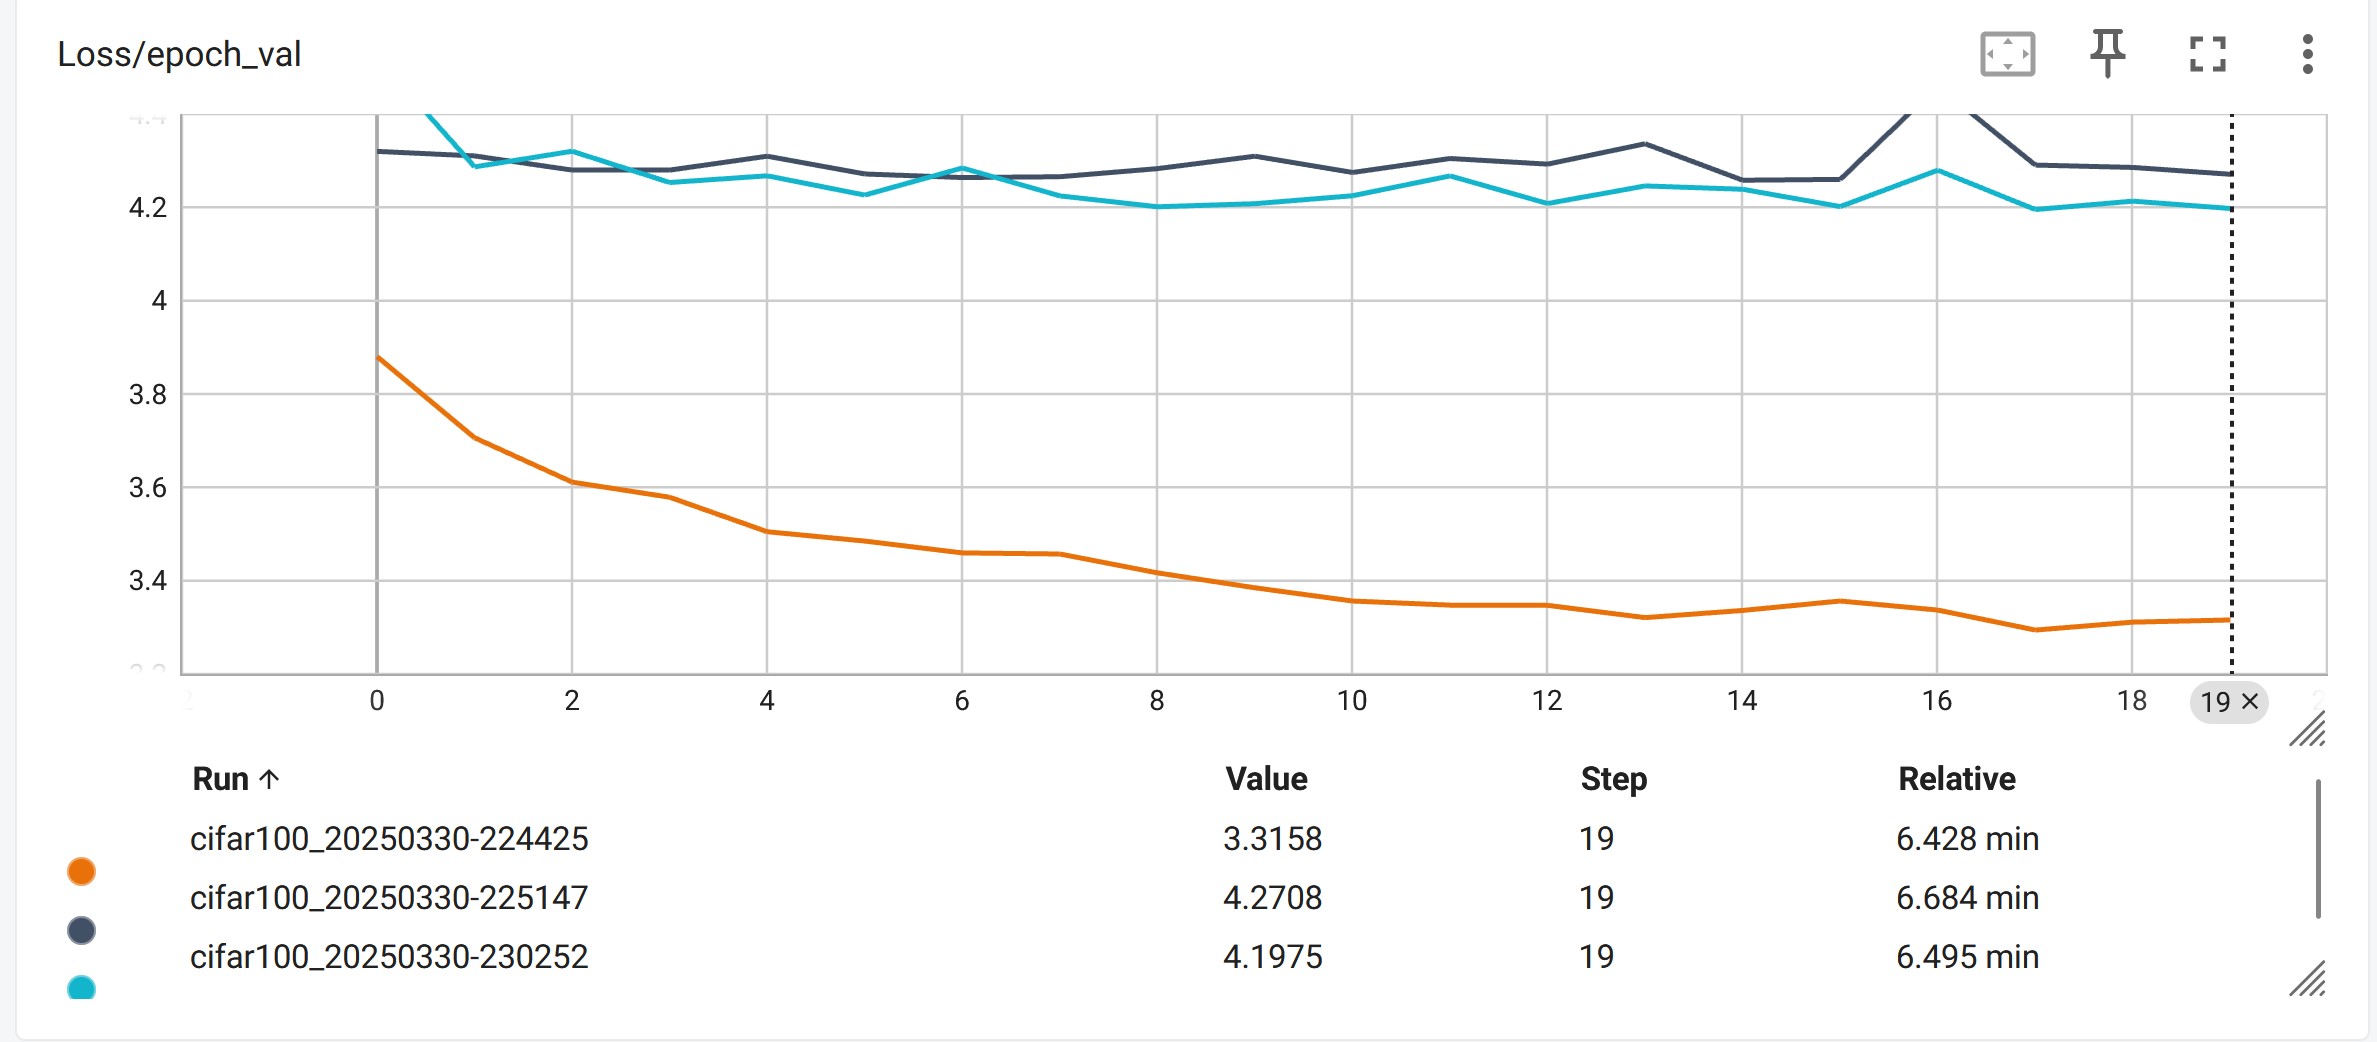 Loss/epoch_val
4.2
4
3.8
3.6
3.4
0 2 4 6 8 10 12 14 16 18 19 ×
Run ↑ Value Step Relative
cifar100_20250330-224425 3.3158 19 6.428 min
cifar100_20250330-225147 4.2708 19 6.684 min
cifar100_20250330-230252 4.1975 19 6.495 min